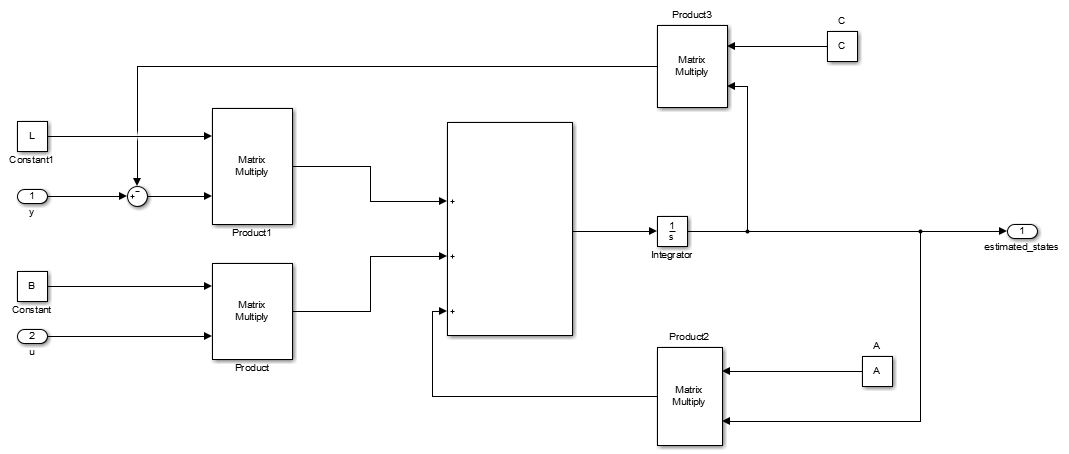 Product3
C
Matrix
Multiply
C
L
Constant1
Matrix
Multiply
1
y
+
−
Product1
+
1
s
Integrator
1
estimated_states
+
B
Constant
Matrix
Multiply
+
2
u
Product
Product2
A
Matrix
Multiply
A